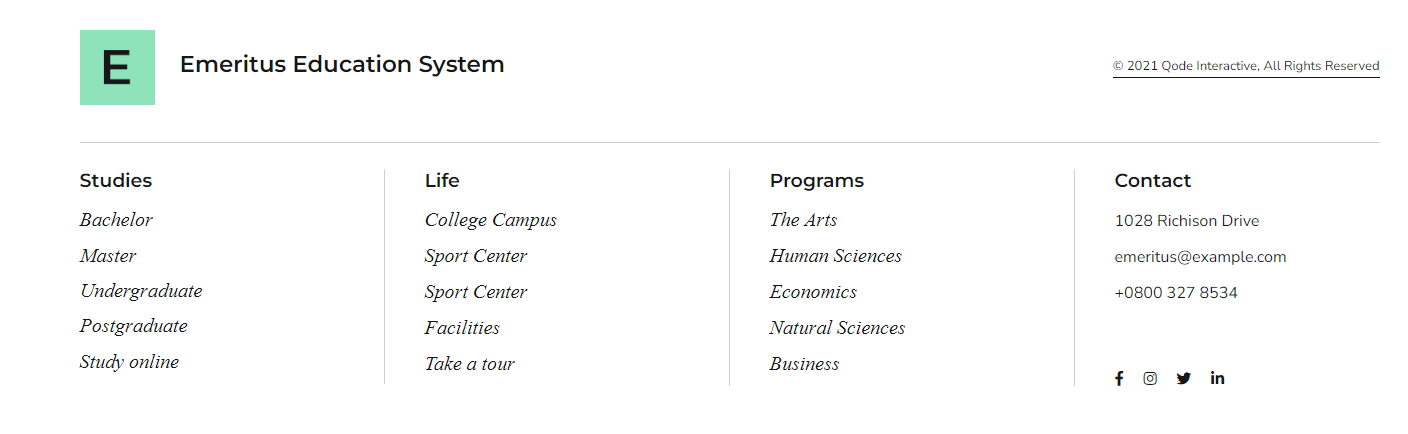 E
Emeritus Education System
© 2021 Qode Interactive, All Rights Reserved
Studies
Bachelor
Master
Undergraduate
Postgraduate
Study online
Life
College Campus
Sport Center
Sport Center
Facilities
Take a tour
Programs
The Arts
Human Sciences
Economics
Natural Sciences
Business
Contact
1028 Richison Drive
emeritus@example.com
+0800 327 8534